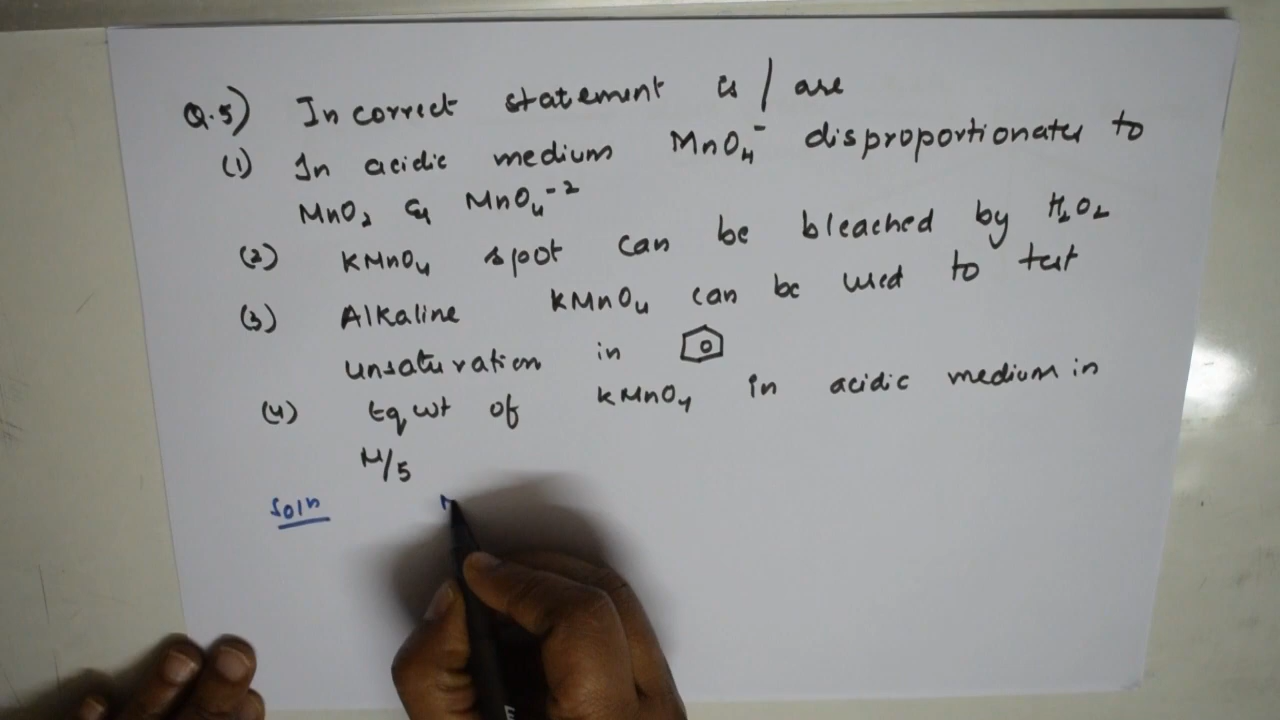 Q.5) Incorrect statement is / are
(1) In acidic medium MnO₄⁻ disproportionates to
MnO₂ & MnO₄⁻²
(2) KMnO₄ spot can be bleached by H₂O₂
(3) Alkaline KMnO₄ can be used to test
unsaturation in
(4) Eq wt of KMnO₄ in acidic medium in
M/5
Soln